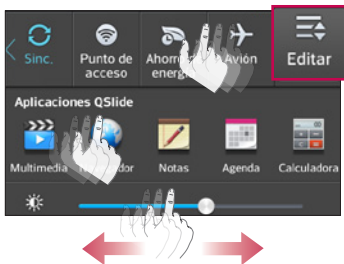 Sinc.
Punto de
acceso
Avión
Editar
Aplicaciones QSlide
Multimedia
Notas
Agenda
Calculadora